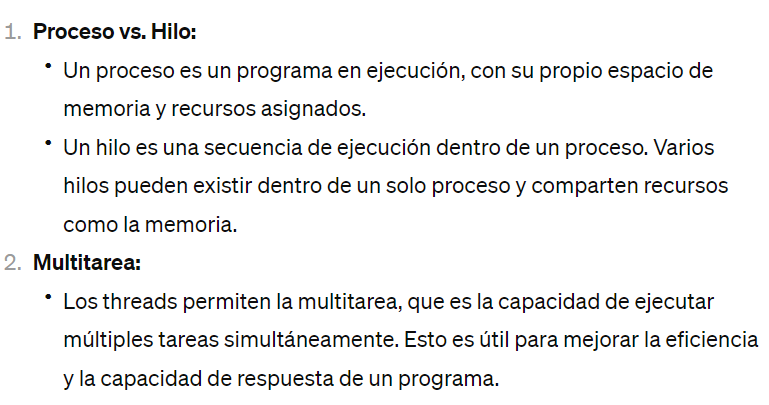 1. Proceso vs. Hilo:
• Un proceso es un programa en ejecución, con su propio espacio de
memoria y recursos asignados.
• Un hilo es una secuencia de ejecución dentro de un proceso. Varios
hilos pueden existir dentro de un solo proceso y comparten recursos
como la memoria.
2. Multitarea:
• Los threads permiten la multitarea, que es la capacidad de ejecutar
múltiples tareas simultáneamente. Esto es útil para mejorar la eficiencia
y la capacidad de respuesta de un programa.